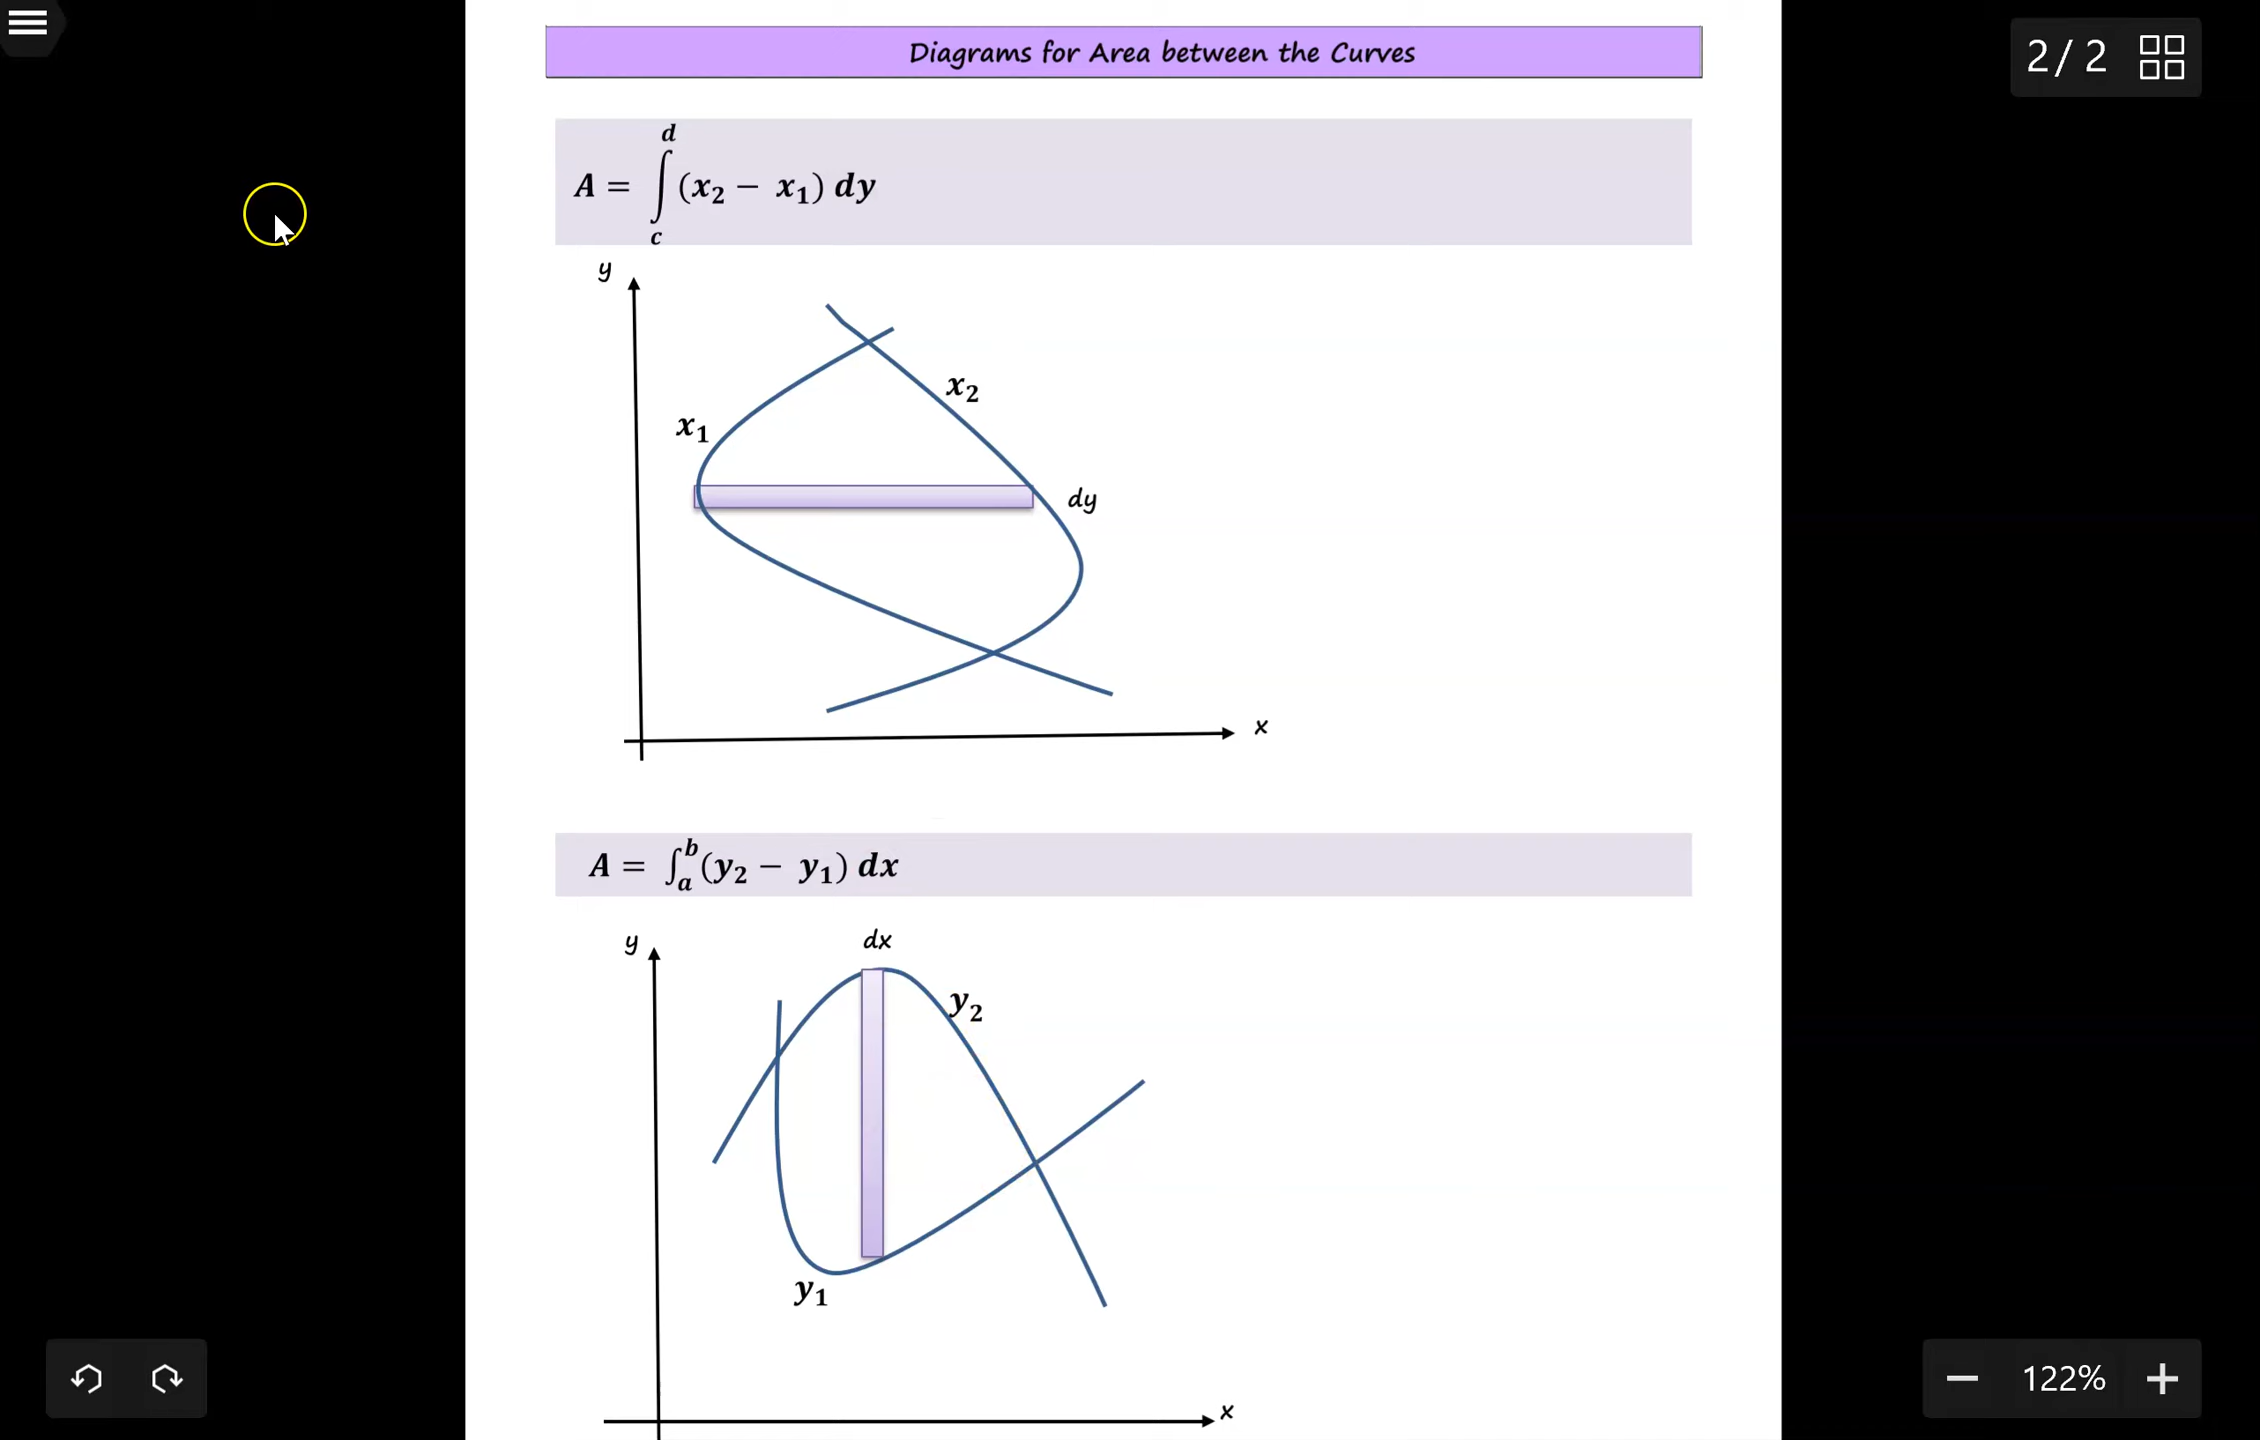 Diagrams for Area between the Curves
2/ 2
A = ∫_c^d (x₂ − x₁) dy
y
x₂
x₁
dy
x
A = ∫_a^b (y₂ − y₁) dx
y
dx
y₂
y₁
x
122%